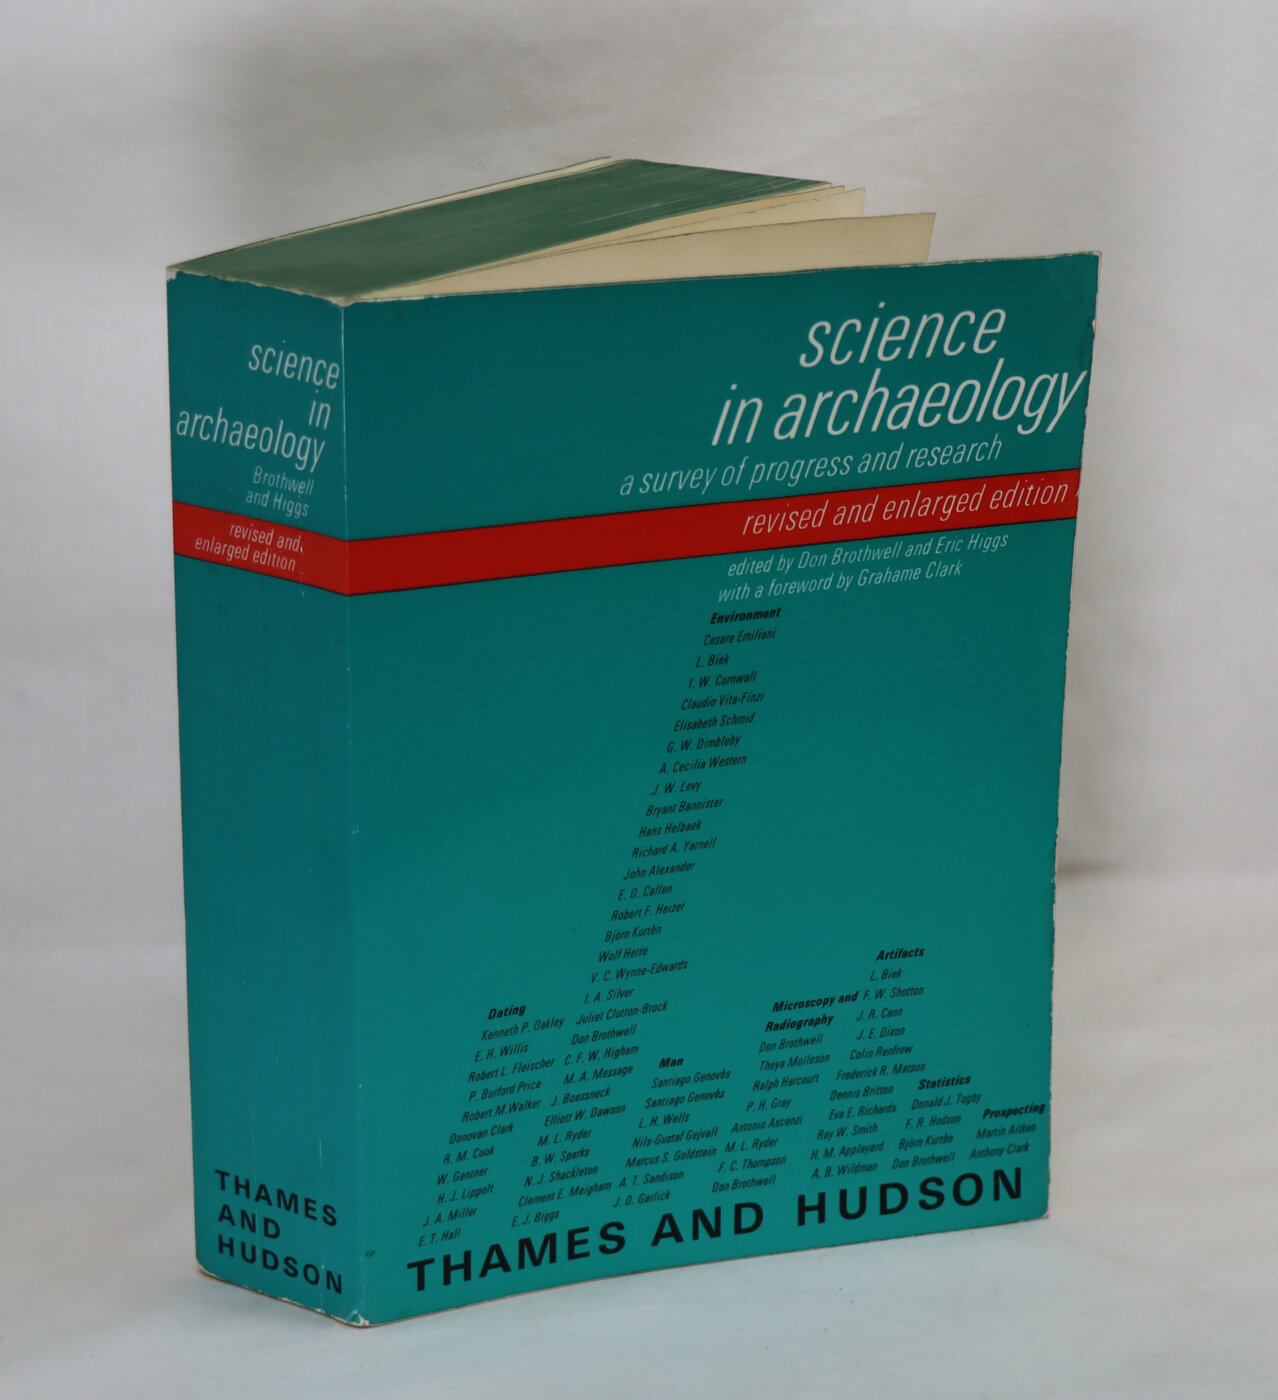 science
in
archaeology
Brothwell
and Higgs
revised and
enlarged edition
THAMES
AND
HUDSON
science
in archaeology
a survey of progress and research
revised and enlarged edition
edited by Don Brothwell and Eric Higgs
with a foreword by Grahame Clark
Dating
Kenneth P. Oakley
E. H. Willis
Robert L. Fleischer
P. Burford Price
Robert M.Walker
Donovan Clark
R. M. Cook
W. Gentner
H. J. Lippolt
J. A. Miller
E. T. Hall
Environment
Cesare Emiliani
L. Biek
I. W. Cornwall
Claudio Vita-Finzi
Elisabeth Schmid
G. W. Dimbleby
A. Cecilia Western
J. W. Levy
Bryant Bannister
Hans Helbaek
Richard A. Yarnell
John Alexander
E. O. Callen
Robert F. Heizer
Björn Kurtèn
Wolf Herre
V. C. Wynne-Edwards
I. A. Silver
Juliet Clutton-Brock
Don Brothwell
C. F. W. Higham
M. A. Message
J. Boessneck
Elliott W. Dawson
M. L. Ryder
B. W. Sparks
N. J. Shackleton
Clement E. Meigham
E. J. Biggs
Man
Santiago Genovès
Santiago Genovès
L. H. Wells
Nils-Gustaf Gejvall
Marcus S. Goldstein
A. T. Sandison
J. D. Garlick
Microscopy and
Radiography
Don Brothwell
Theya Molleson
Ralph Harcourt
P. H. Gray
Antonio Ascenzi
M. L. Ryder
F. C. Thompson
Don Brothwell
Artifacts
L. Biek
F. W. Shotton
J. R. Cann
J. E. Dixon
Colin Renfrew
Frederick R. Matson
Dennis Britton
Eva E. Richards
Ray W. Smith
H. M. Appleyard
A. B. Wildman
Statistics
Donald J. Tugby
F. R. Hodson
Björn Kurtèn
Don Brothwell
Prospecting
Martin Aitken
Anthony Clark
THAMES AND HUDSON